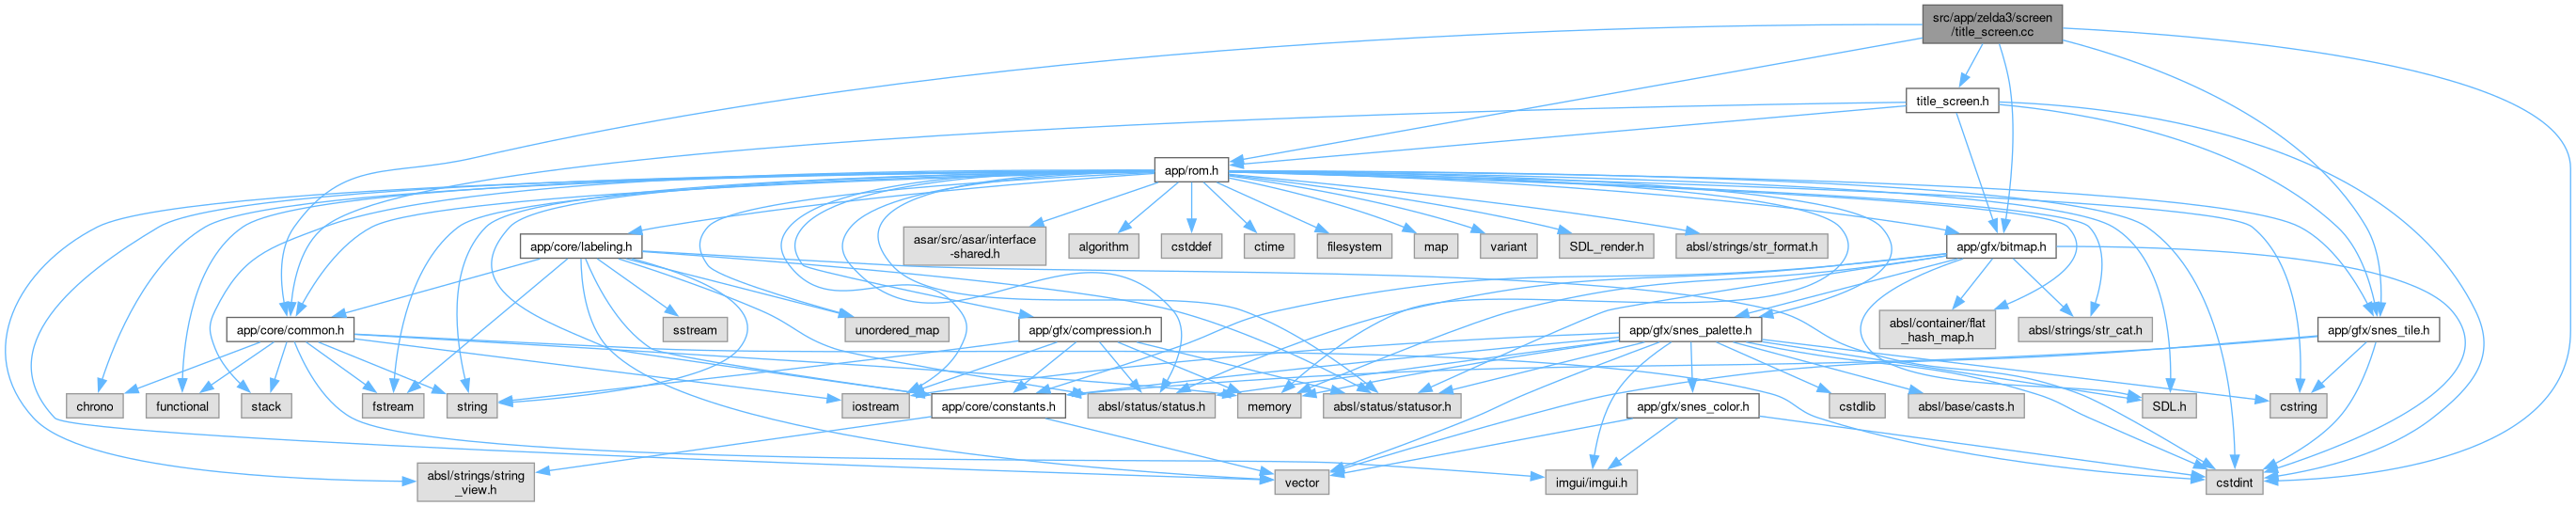 src/app/zelda3/screen
/title_screen.cc
title_screen.h
app/rom.h
app/core/labeling.h
asar/src/asar/interface
-shared.h
algorithm
cstddef
ctime
filesystem
map
variant
SDL_render.h
absl/strings/str_format.h
app/gfx/bitmap.h
app/core/common.h
sstream
unordered_map
app/gfx/compression.h
app/gfx/snes_palette.h
absl/container/flat
_hash_map.h
absl/strings/str_cat.h
app/gfx/snes_tile.h
chrono
functional
stack
fstream
string
iostream
app/core/constants.h
absl/status/status.h
memory
absl/status/statusor.h
app/gfx/snes_color.h
cstdlib
absl/base/casts.h
SDL.h
cstring
absl/strings/string
_view.h
vector
imgui/imgui.h
cstdint